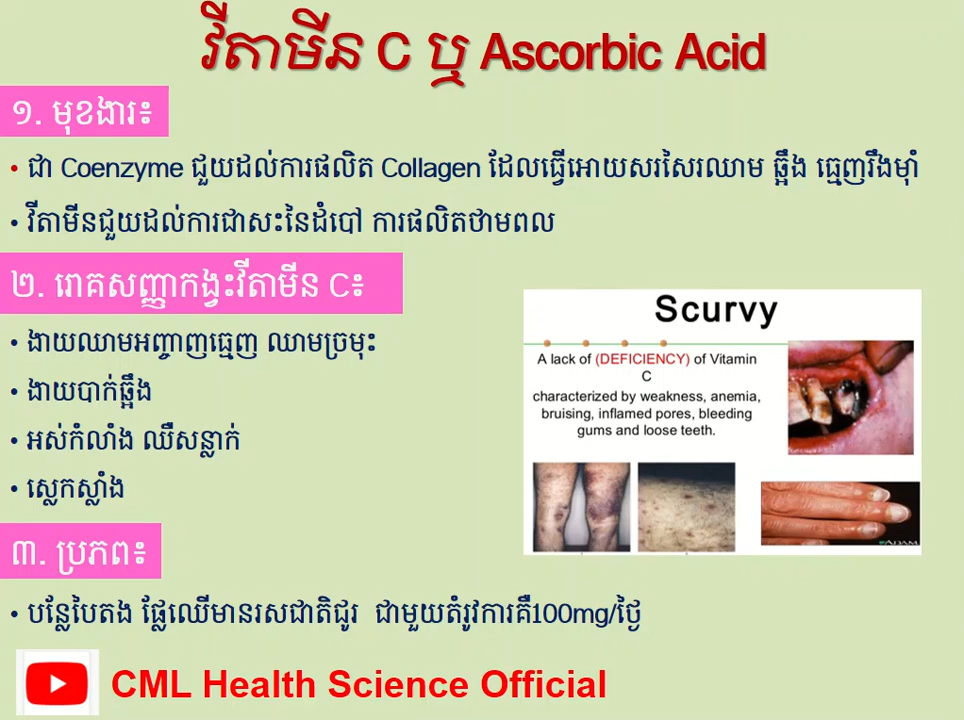 វីតាមីន C ឬ Ascorbic Acid
១. មុខងារ៖
• ជា Coenzyme ជួយដល់ការផលិត Collagen ដែលធ្វើអោយសរសៃរឈាម ឆ្អឹង ធ្មេញរឹងម៉ាំ
• វីតាមីនជួយដល់ការជាសះនៃដំបៅ ការផលិតថាមពល
២. រោគសញ្ញាកង្វះវីតាមីន C៖
• ងាយឈាមអញ្ចាញធ្មេញ ឈាមច្រមុះ
• ងាយបាក់ឆ្អឹង
• អស់កំលាំង ឈឺសន្លាក់
• ស្លេកស្លាំង
Scurvy
A lack of (DEFICIENCY) of Vitamin
C
characterized by weakness, anemia,
bruising, inflamed pores, bleeding
gums and loose teeth.
ADAM
៣. ប្រភព៖
• បន្លែបៃតង ផ្លែឈើមានរសជាតិជូរ ជាមួយតំរូវការគឺ100mg/ថ្ងៃ
CML Health Science Official